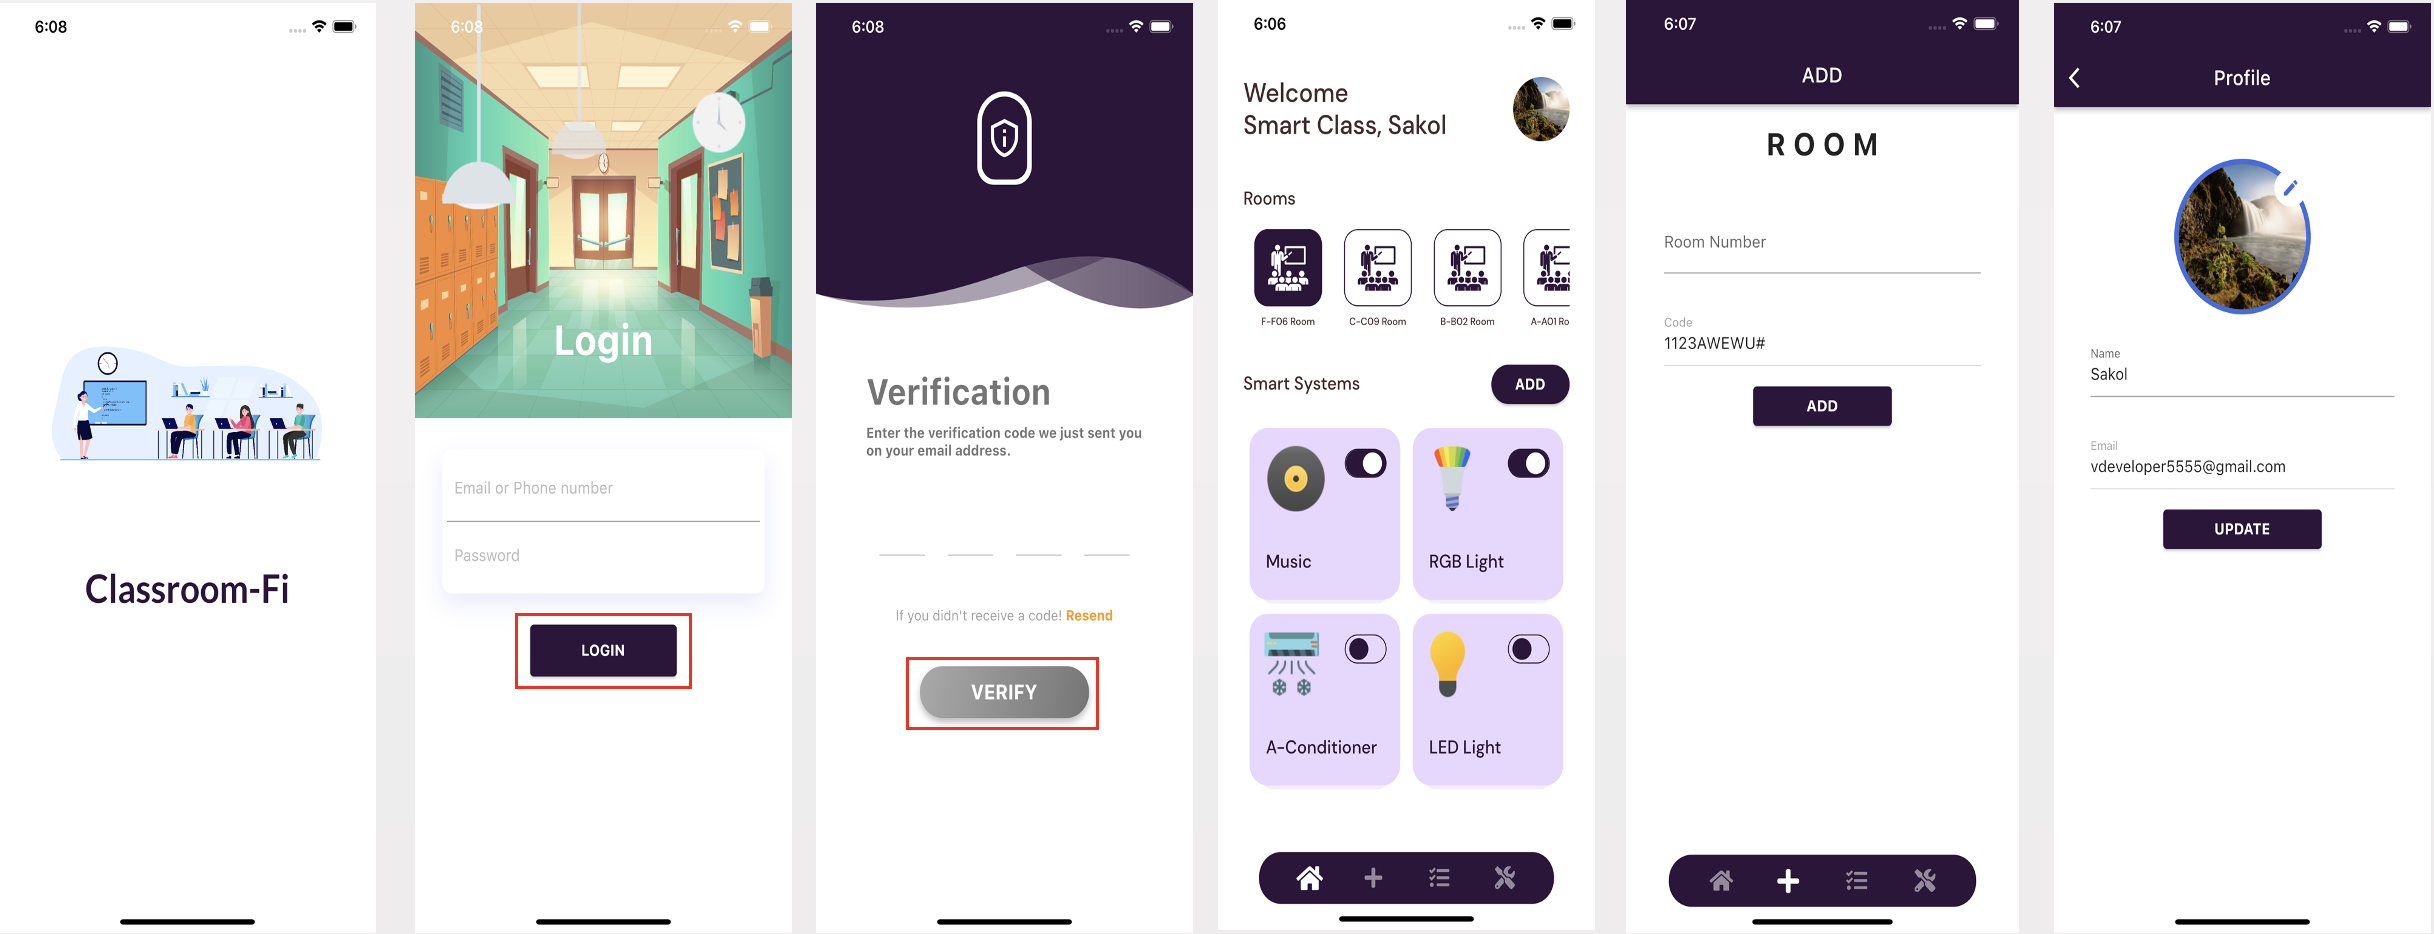 6:08
Classroom-Fi
6:08
Login
Email or Phone number
Password
LOGIN
6:08
Verification
Enter the verification code we just sent you
on your email address.
If you didn't receive a code! Resend
VERIFY
6:06
Welcome
Smart Class, Sakol
Rooms
F-F06 Room
C-C09 Room
B-B02 Room
A-A01 Ro
Smart Systems
ADD
Music
RGB Light
A-Conditioner
LED Light
6:07
ADD
ROOM
Room Number
Code
1123AWEWU#
ADD
6:07
Profile
Name
Sakol
Email
vdeveloper5555@gmail.com
UPDATE